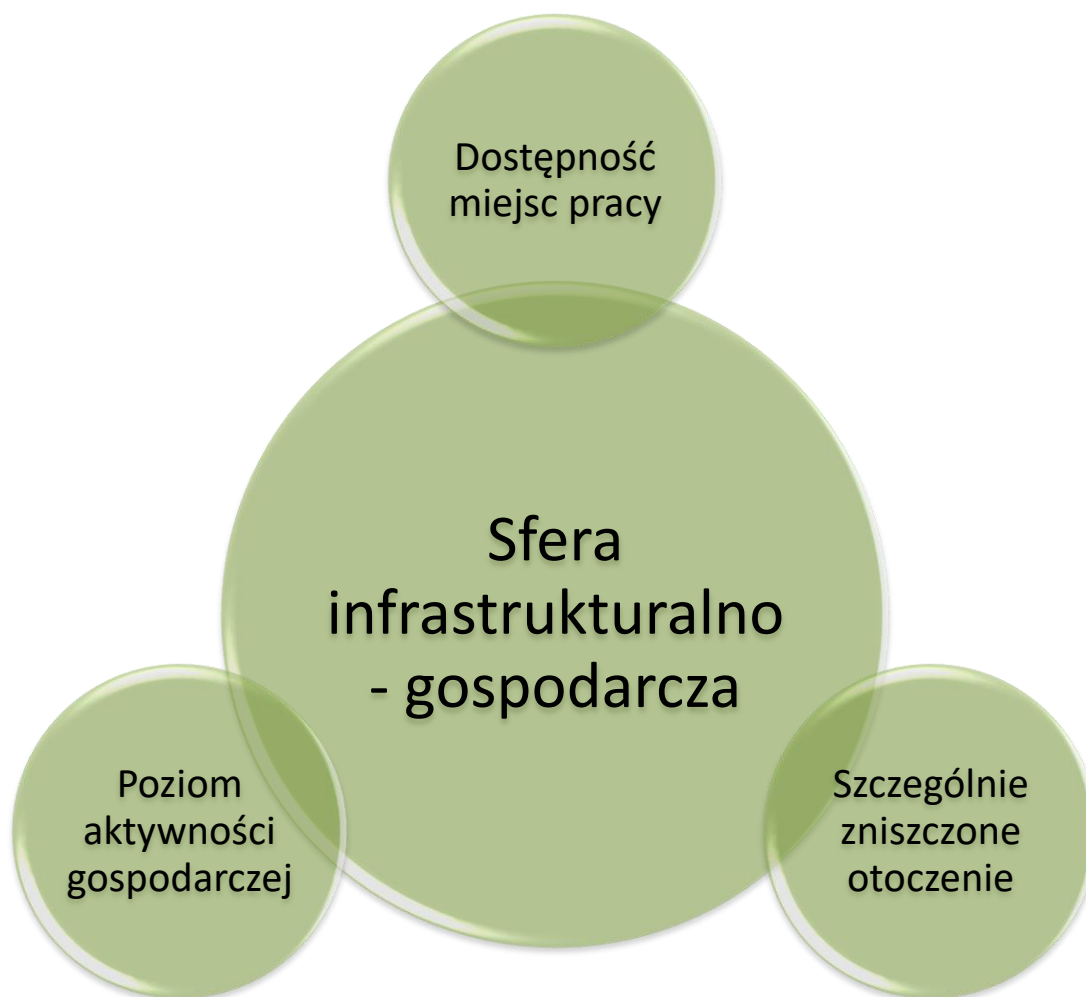 Dostępność
miejsc pracy
Sfera
infrastrukturalno
- gospodarcza
Poziom
aktywności
gospodarczej
Szczególnie
zniszczone
otoczenie